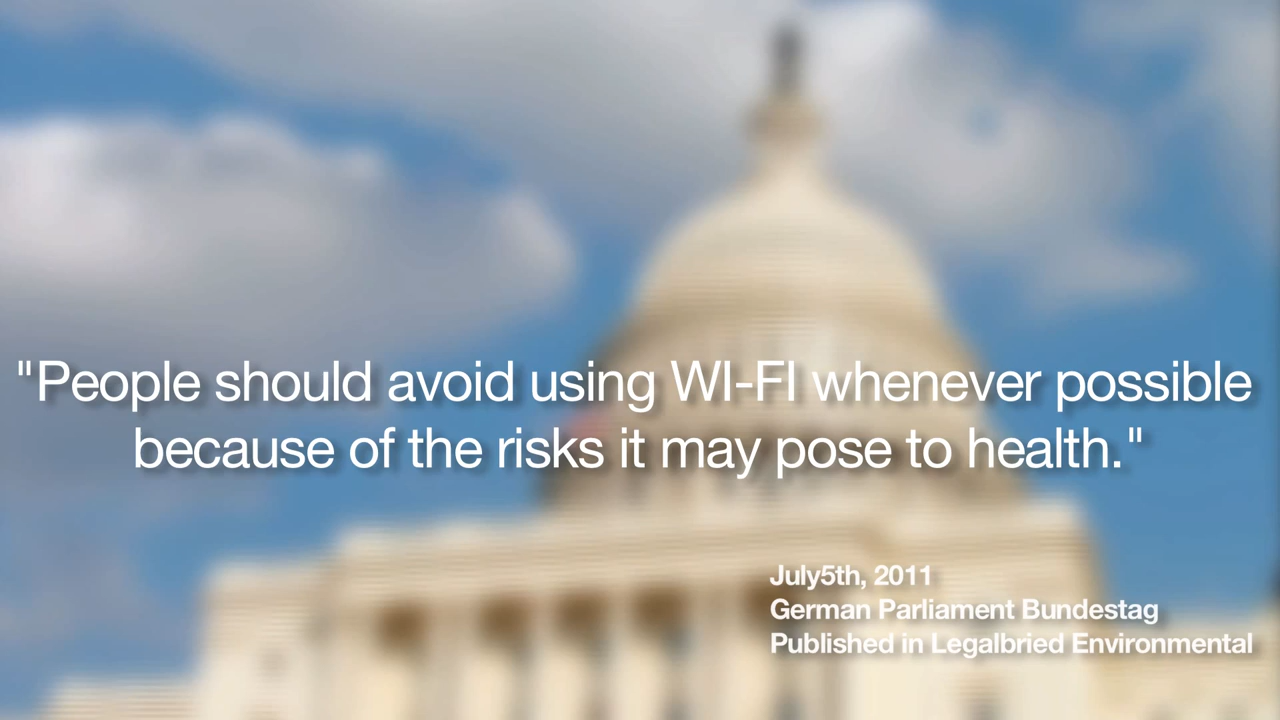 "People should avoid using WI-FI whenever possible
because of the risks it may pose to health."
July5th, 2011
German Parliament Bundestag
Published in Legalbried Environmental